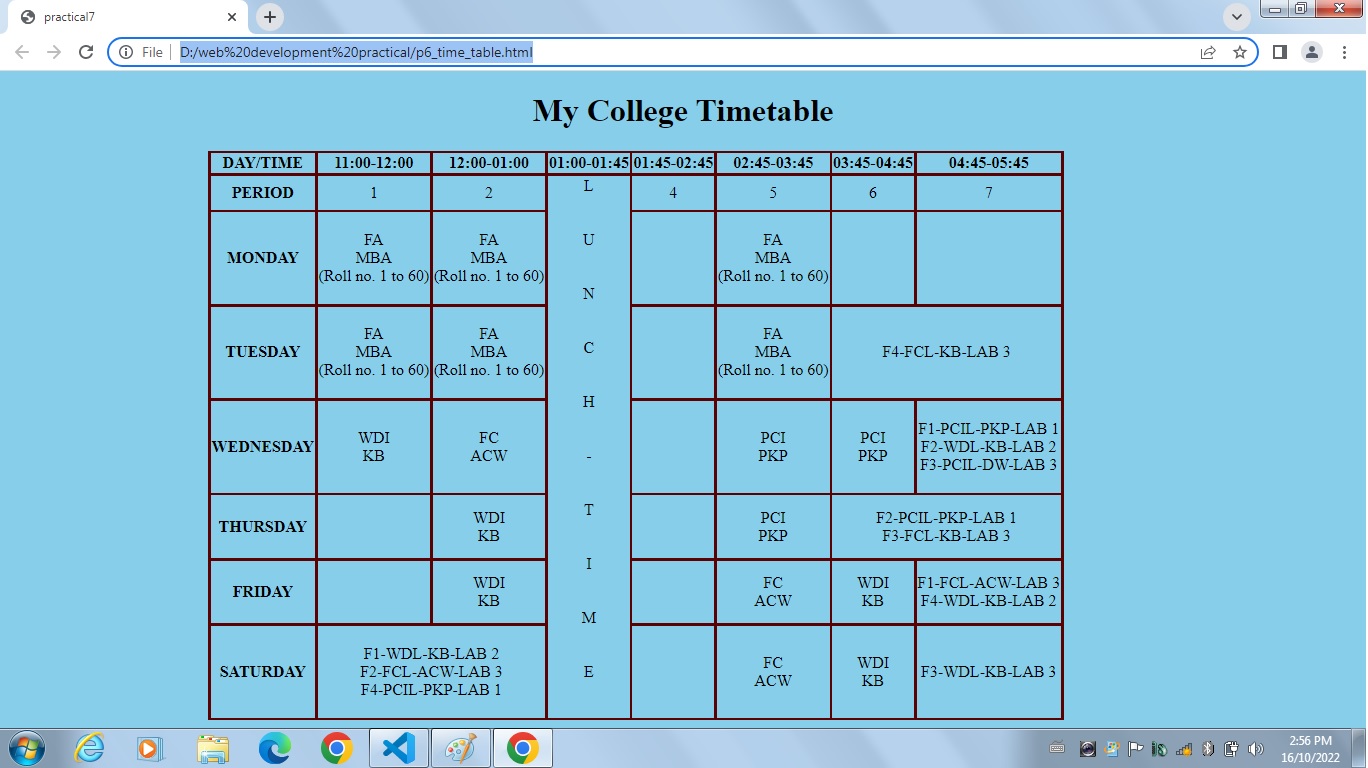 practical7
File
D:/web%20development%20practical/p6_time_table.html
My College Timetable
DAY/TIME 11:00-12:00 12:00-01:00 01:00-01:45 01:45-02:45 02:45-03:45 03:45-04:45 04:45-05:45
PERIOD 1 2 4 5 6 7
L
U
N
C
H
-
T
I
M
E
MONDAY
FA
MBA
(Roll no. 1 to 60)
FA
MBA
(Roll no. 1 to 60)
FA
MBA
(Roll no. 1 to 60)
TUESDAY
FA
MBA
(Roll no. 1 to 60)
FA
MBA
(Roll no. 1 to 60)
FA
MBA
(Roll no. 1 to 60)
F4-FCL-KB-LAB 3
WEDNESDAY
WDI
KB
FC
ACW
PCI
PKP
PCI
PKP
F1-PCIL-PKP-LAB 1
F2-WDL-KB-LAB 2
F3-PCIL-DW-LAB 3
THURSDAY
WDI
KB
PCI
PKP
F2-PCIL-PKP-LAB 1
F3-FCL-KB-LAB 3
FRIDAY
WDI
KB
FC
ACW
WDI
KB
F1-FCL-ACW-LAB 3
F4-WDL-KB-LAB 2
SATURDAY
F1-WDL-KB-LAB 2
F2-FCL-ACW-LAB 3
F4-PCIL-PKP-LAB 1
FC
ACW
WDI
KB
F3-WDL-KB-LAB 3
2:56 PM
16/10/2022